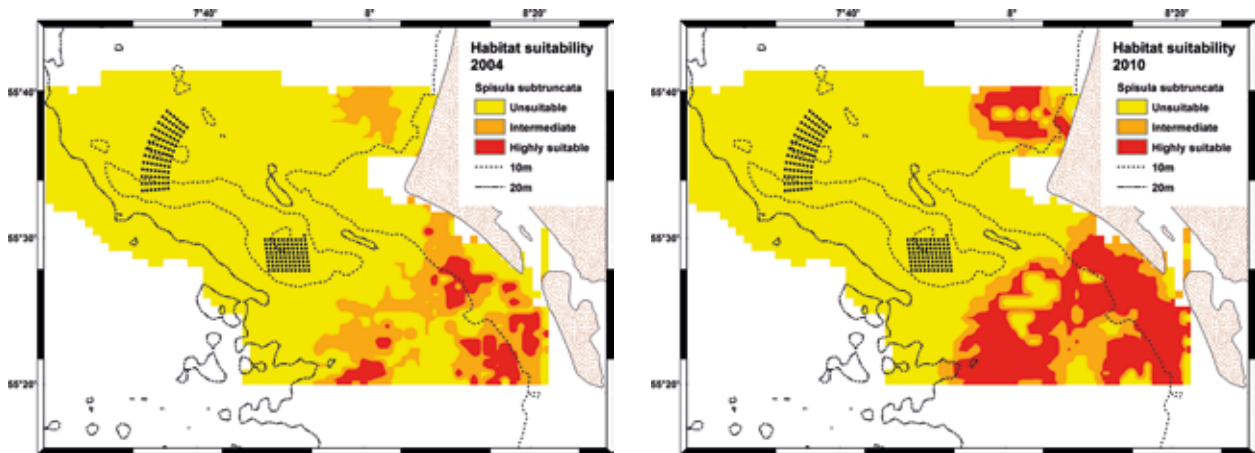 7°40' 8° 8°20'
Habitat suitability
2004
Spisula subtruncata
Unsuitable
Intermediate
Highly suitable
10m
20m
55°40'
55°30'
55°20'
7°40' 8° 8°20'
Habitat suitability
2010
Spisula subtruncata
Unsuitable
Intermediate
Highly suitable
10m
20m
55°40'
55°30'
55°20'